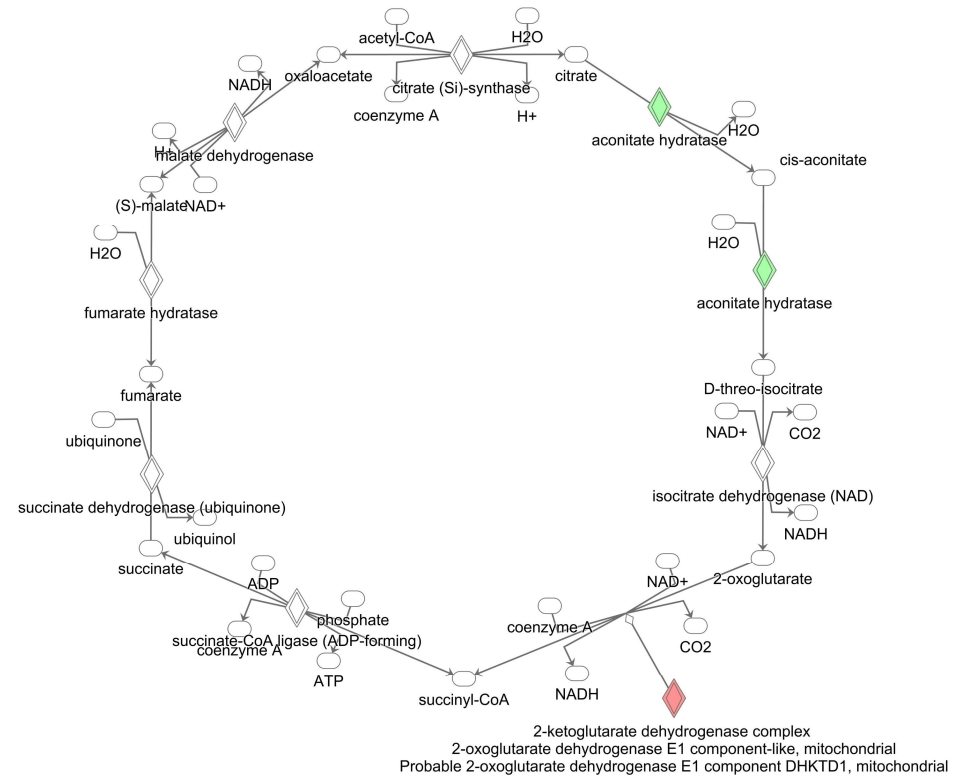 acetyl-CoA
H2O
oxaloacetate
citrate
NADH
citrate (Si)-synthase
coenzyme A
H+
aconitate hydratase
H2O
H+
malate dehydrogenase
cis-aconitate
(S)-malate
NAD+
H2O
H2O
fumarate hydratase
aconitate hydratase
fumarate
D-threo-isocitrate
ubiquinone
NAD+
CO2
succinate dehydrogenase (ubiquinone)
isocitrate dehydrogenase (NAD)
ubiquinol
NADH
succinate
ADP
NAD+
2-oxoglutarate
phosphate
coenzyme A
succinate-CoA ligase (ADP-forming)
coenzyme A
CO2
ATP
succinyl-CoA
NADH
2-ketoglutarate dehydrogenase complex
2-oxoglutarate dehydrogenase E1 component-like, mitochondrial
Probable 2-oxoglutarate dehydrogenase E1 component DHKTD1, mitochondrial